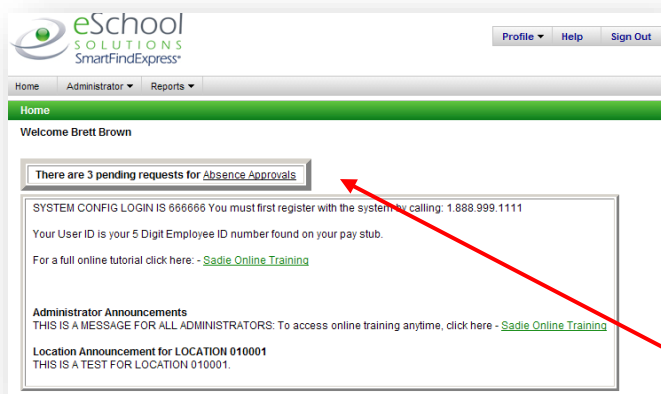 eSchool
SOLUTIONS
SmartFindExpress*
Profile Help Sign Out
Home Administrator Reports
Home
Welcome Brett Brown
There are 3 pending requests for Absence Approvals
SYSTEM CONFIG LOGIN IS 666666 You must first register with the system by calling: 1.888.999.1111
Your User ID is your 5 Digit Employee ID number found on your pay stub.
For a full online tutorial click here: - Sadie Online Training
Administrator Announcements
THIS IS A MESSAGE FOR ALL ADMINISTRATORS: To access online training anytime, click here - Sadie Online Training
Location Announcement for LOCATION 010001
THIS IS A TEST FOR LOCATION 010001.